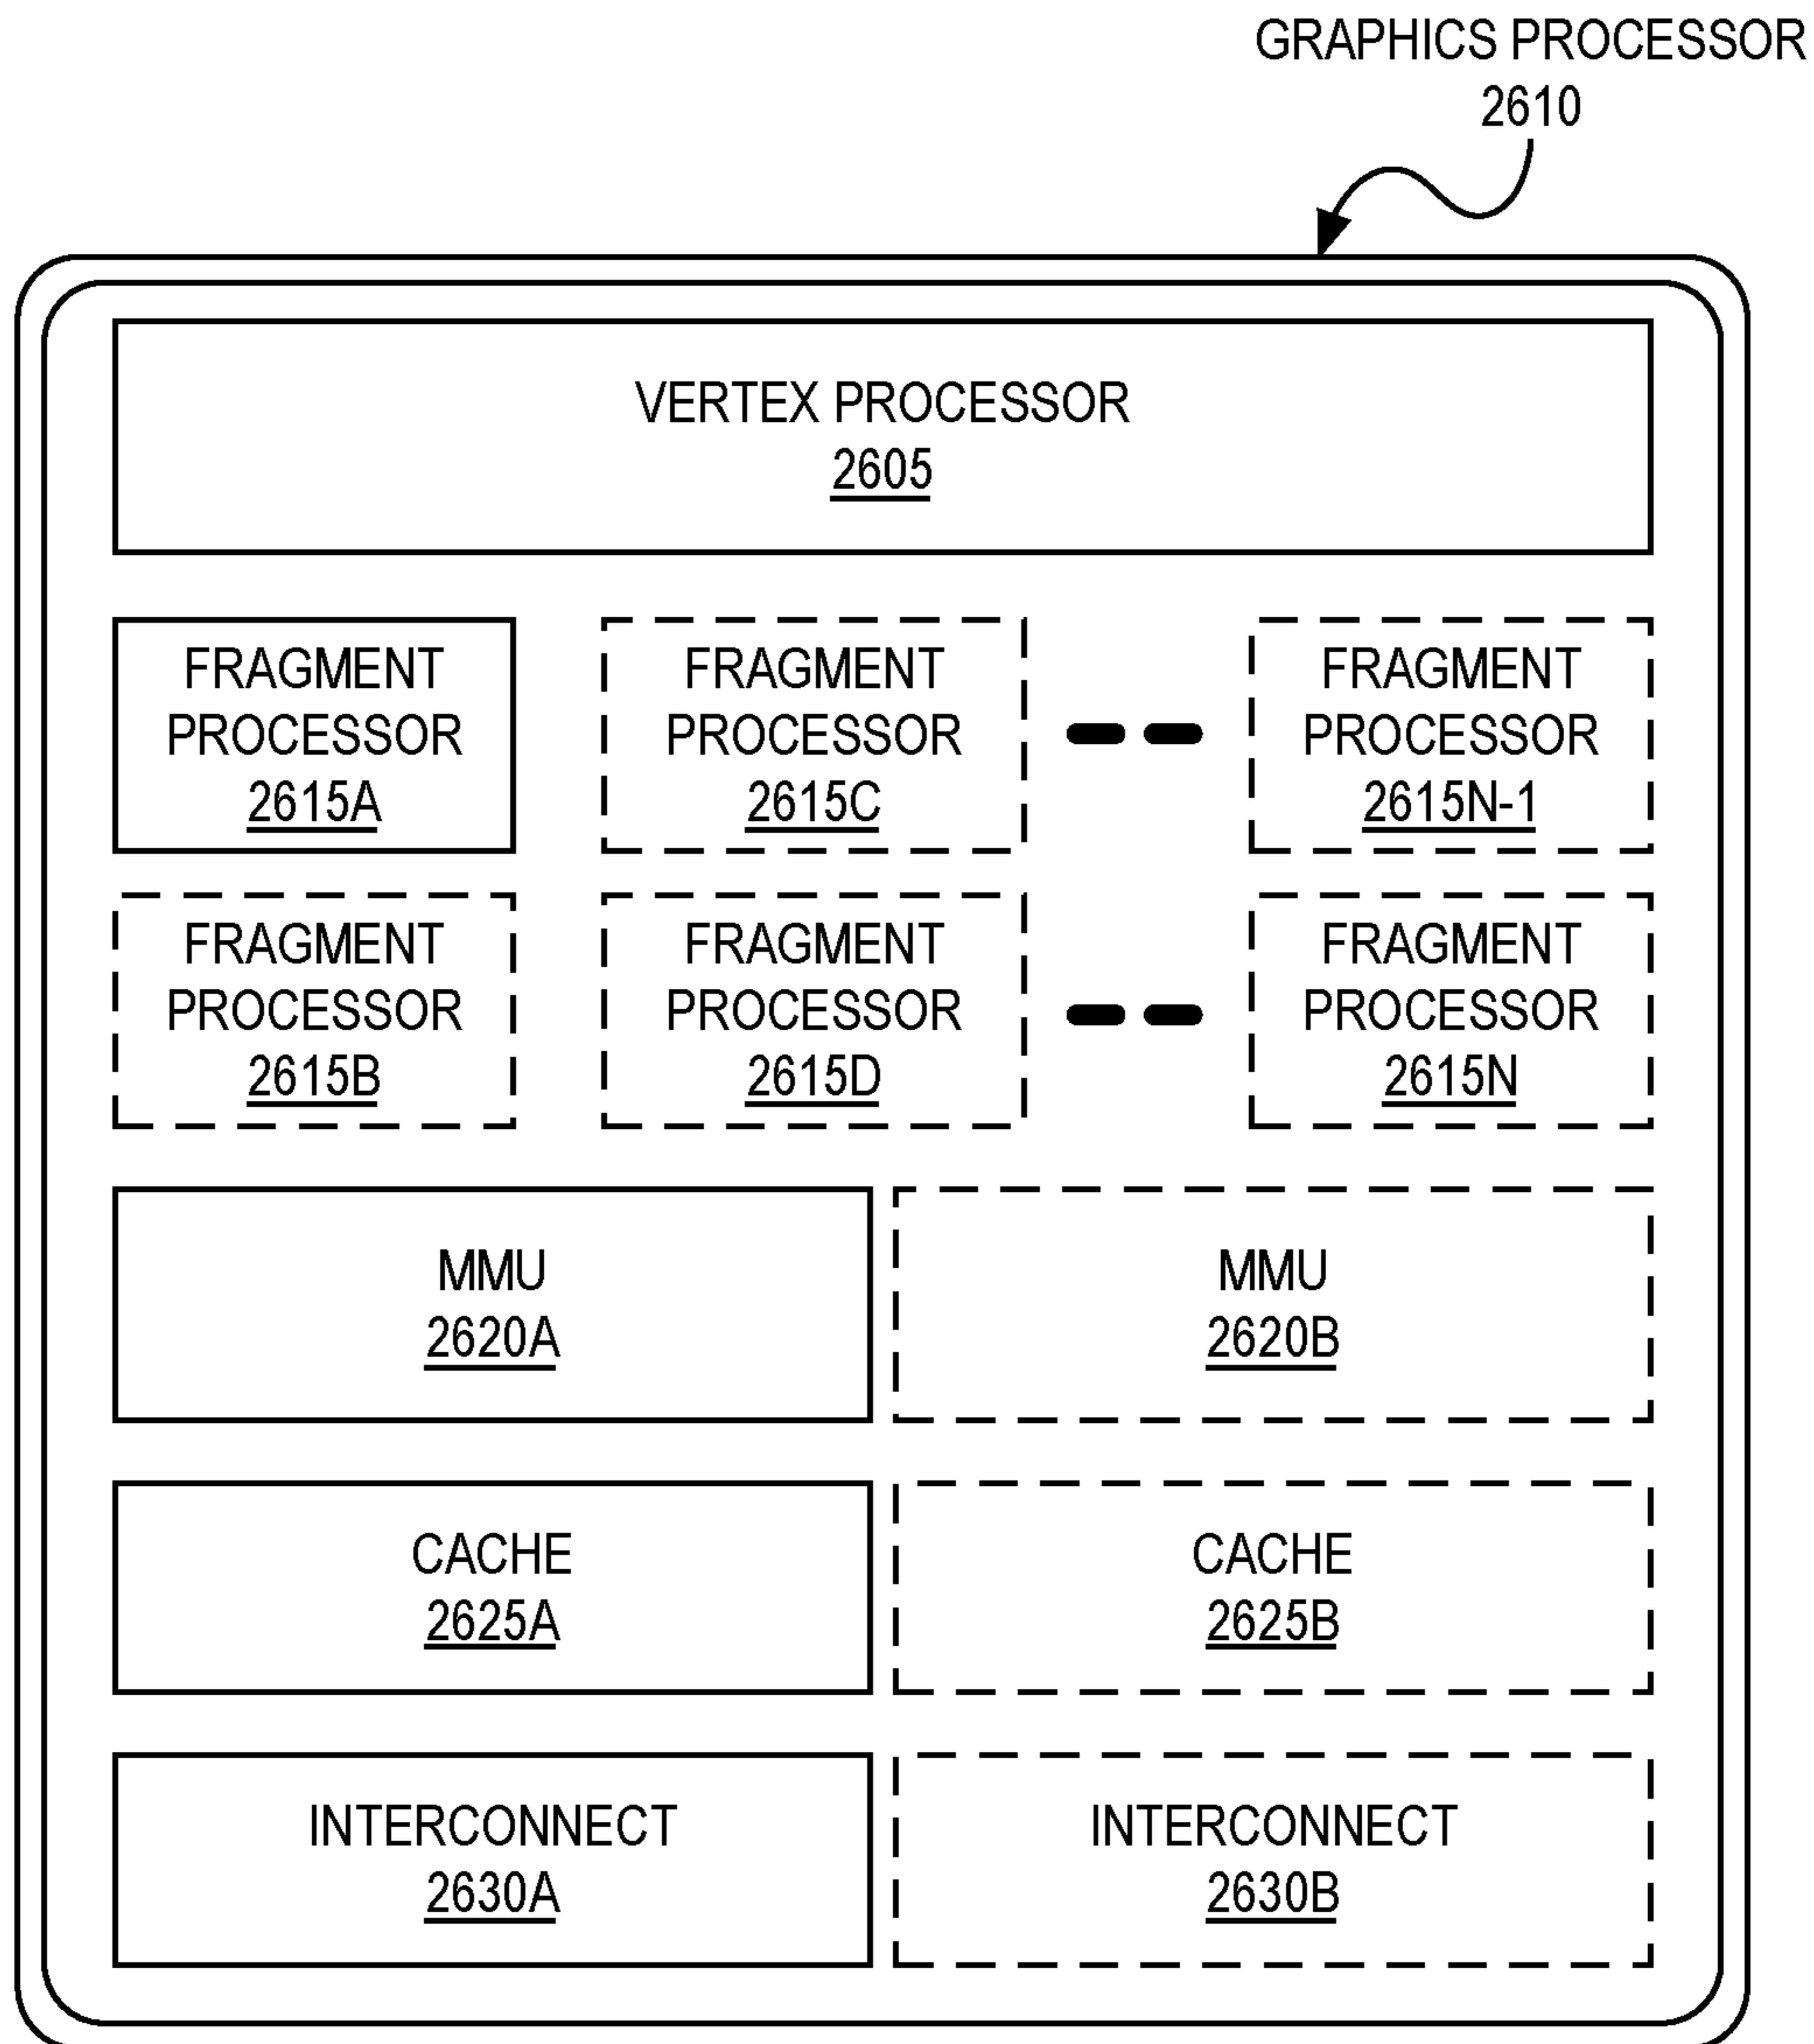 GRAPHICS PROCESSOR
2610
VERTEX PROCESSOR
2605
FRAGMENT
PROCESSOR
2615A
FRAGMENT
PROCESSOR
2615C
FRAGMENT
PROCESSOR
2615N-1
FRAGMENT
PROCESSOR
2615B
FRAGMENT
PROCESSOR
2615D
FRAGMENT
PROCESSOR
2615N
MMU
2620A
MMU
2620B
CACHE
2625A
CACHE
2625B
INTERCONNECT
2630A
INTERCONNECT
2630B